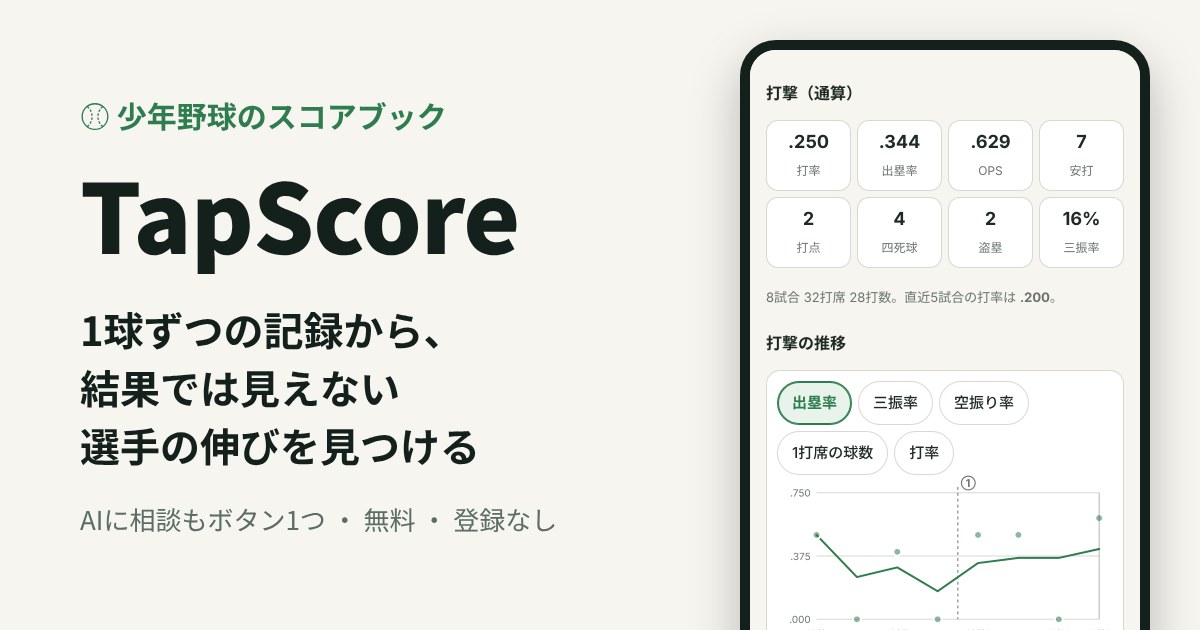 少年野球のスコアブック
TapScore
1球ずつの記録から、
結果では見えない
選手の伸びを見つける
AIに相談もボタン1つ ・ 無料 ・ 登録なし
打撃（通算）
.250 .344 .629 7
打率 出塁率 OPS 安打
2 4 2 16%
打点 四死球 盗塁 三振率
8試合 32打席 28打数。直近5試合の打率は .200。
打撃の推移
出塁率 三振率 空振り率
1打席の球数 打率
①
.750
.375
.000